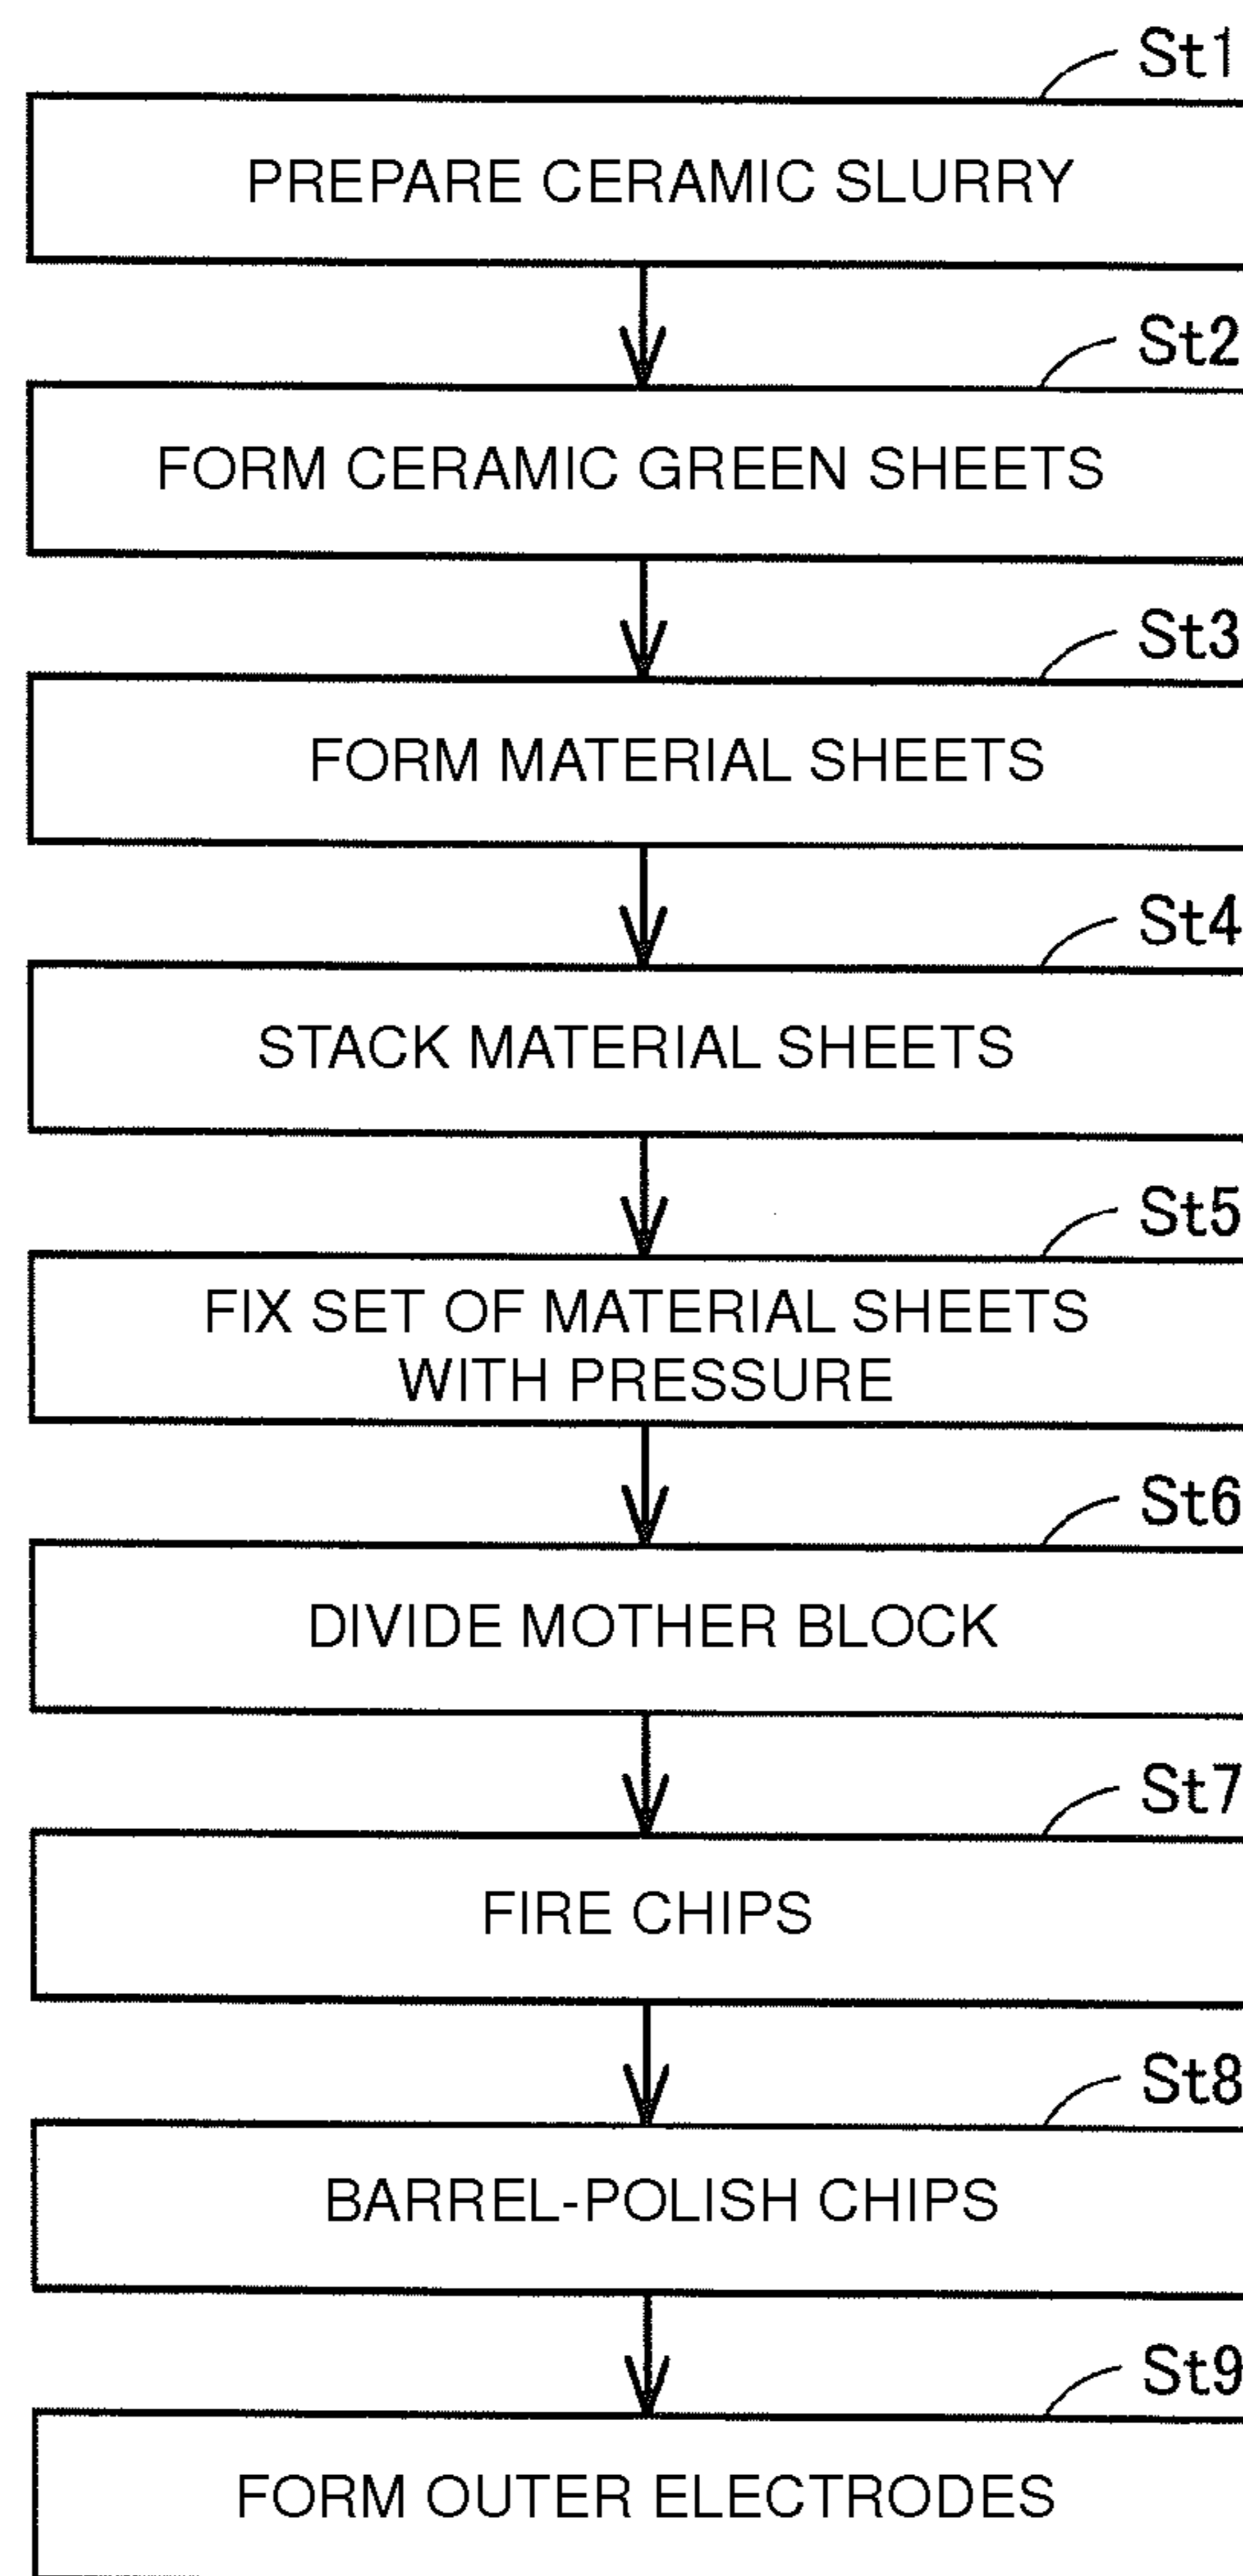 St1
PREPARE CERAMIC SLURRY
St2
FORM CERAMIC GREEN SHEETS
St3
FORM MATERIAL SHEETS
St4
STACK MATERIAL SHEETS
St5
FIX SET OF MATERIAL SHEETS
WITH PRESSURE
St6
DIVIDE MOTHER BLOCK
St7
FIRE CHIPS
St8
BARREL-POLISH CHIPS
St9
FORM OUTER ELECTRODES